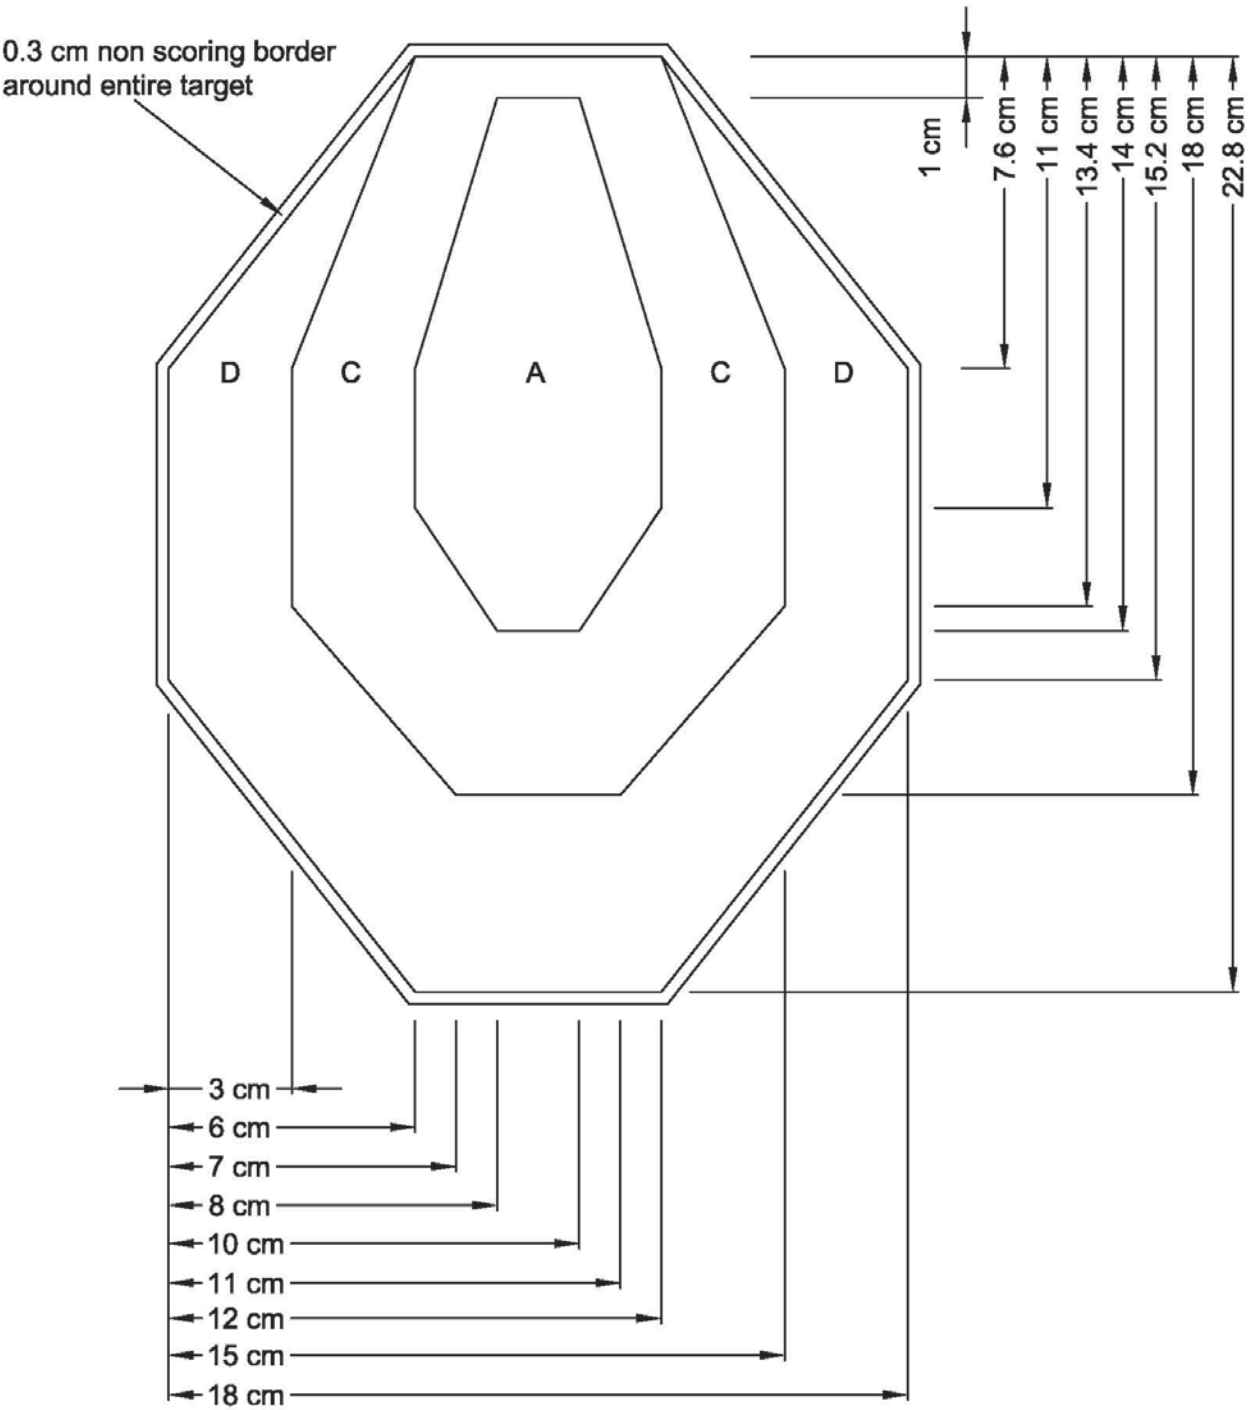 0.3 cm non scoring border
around entire target
1 cm
7.6 cm
11 cm
13.4 cm
14 cm
15.2 cm
18 cm
22.8 cm
D
C
A
C
D
3 cm
6 cm
7 cm
8 cm
10 cm
11 cm
12 cm
15 cm
18 cm